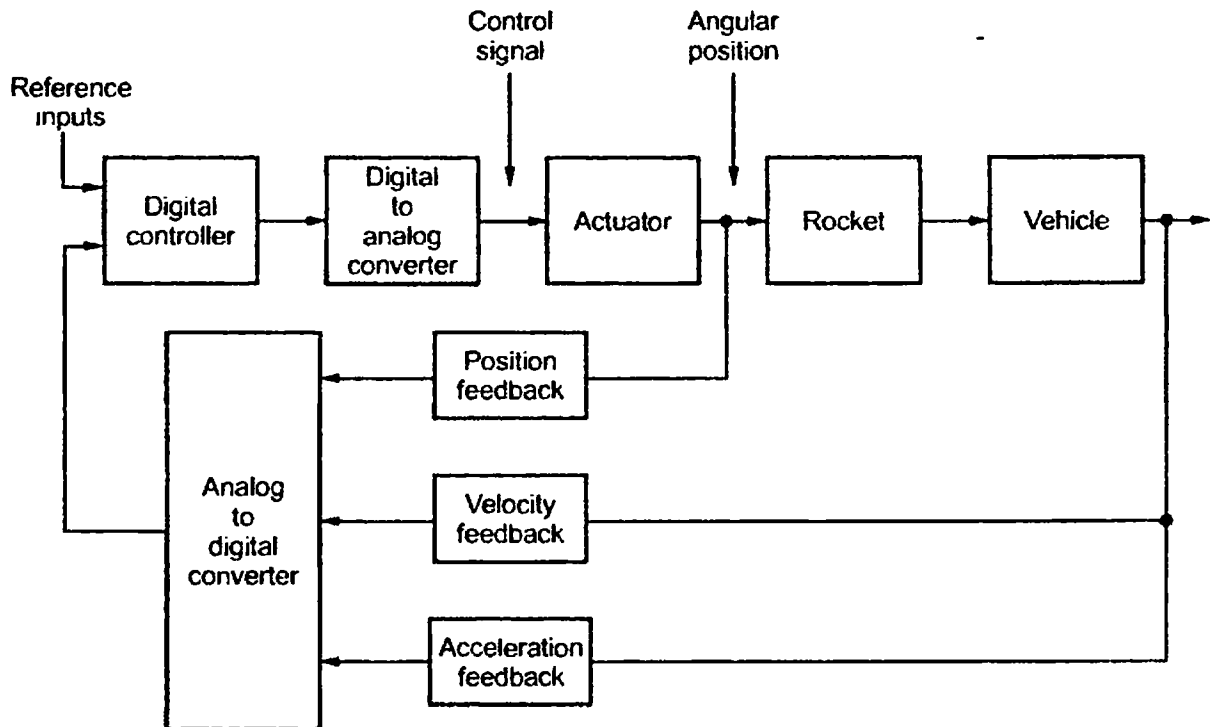 Control
signal
Angular
position
Reference
inputs
Digital
controller
Digital
to
analog
converter
Actuator
Rocket
Vehicle
Position
feedback
Analog
to
digital
converter
Velocity
feedback
Acceleration
feedback